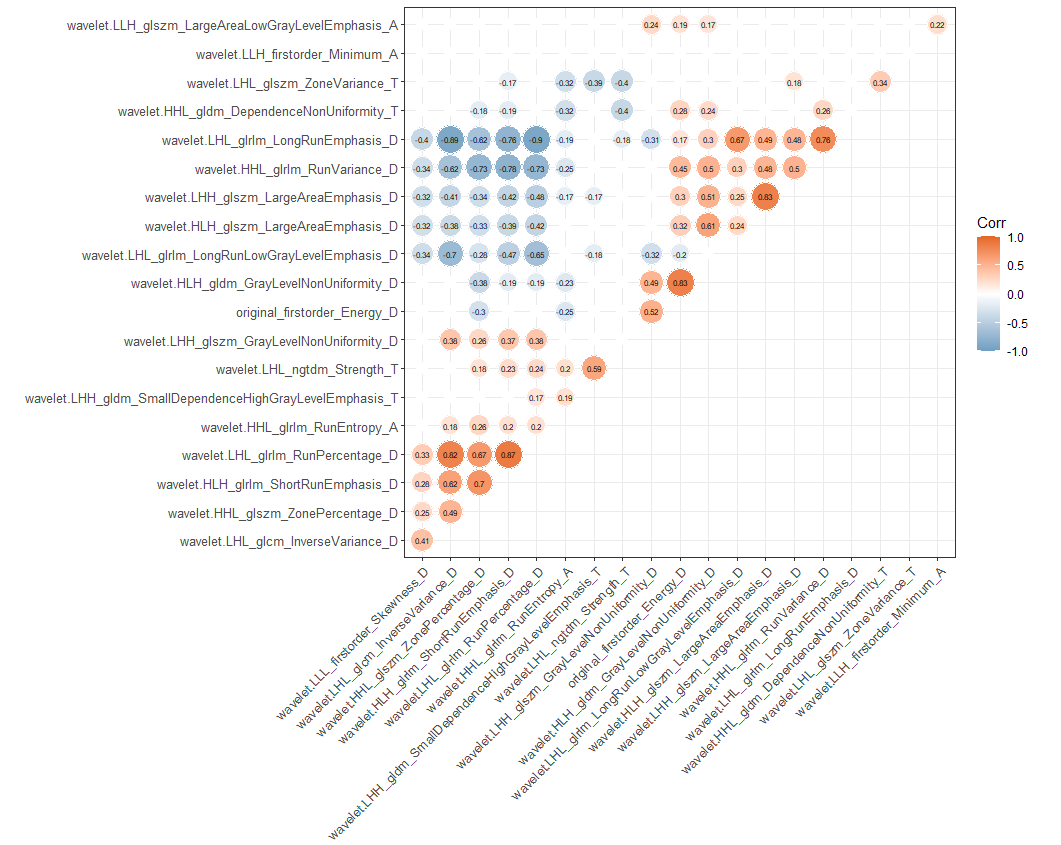 wavelet.LLH_glszm_LargeAreaLowGrayLevelEmphasis_A 0.24 0.19 0.17 0.22
wavelet.LLH_firstorder_Minimum_A
wavelet.LHL_glszm_ZoneVariance_T -0.17 -0.32 -0.39 -0.4 0.18 0.34
wavelet.HHL_gldm_DependenceNonUniformity_T -0.18 -0.19 -0.32 -0.4 0.28 0.24 0.26
wavelet.LHL_glrlm_LongRunEmphasis_D -0.4 -0.89 -0.62 -0.76 -0.9 -0.19 -0.18 -0.31 0.17 0.3 0.67 0.49 0.48 0.76
wavelet.HHL_glrlm_RunVariance_D -0.34 -0.62 -0.73 -0.78 -0.73 -0.25 0.45 0.5 0.3 0.48 0.5
wavelet.LHH_glszm_LargeAreaEmphasis_D -0.32 -0.41 -0.34 -0.42 -0.48 -0.17 -0.17 0.3 0.51 0.25 0.83
wavelet.HLH_glszm_LargeAreaEmphasis_D -0.32 -0.38 -0.33 -0.39 -0.42 0.32 0.61 0.24
wavelet.LHL_glrlm_LongRunLowGrayLevelEmphasis_D -0.34 -0.7 -0.28 -0.47 -0.65 -0.18 -0.32 -0.2
wavelet.HLH_gldm_GrayLevelNonUniformity_D -0.38 -0.19 -0.19 -0.23 0.49 0.83
original_firstorder_Energy_D -0.3 -0.25 0.52
wavelet.LHH_glszm_GrayLevelNonUniformity_D 0.38 0.26 0.37 0.38
wavelet.LHL_ngtdm_Strength_T 0.18 0.23 0.24 0.2 0.59
wavelet.LHH_gldm_SmallDependenceHighGrayLevelEmphasis_T 0.17 0.19
wavelet.HHL_glrlm_RunEntropy_A 0.18 0.26 0.2 0.2
wavelet.LHL_glrlm_RunPercentage_D 0.33 0.82 0.67 0.87
wavelet.HLH_glrlm_ShortRunEmphasis_D 0.28 0.62 0.7
wavelet.HHL_glszm_ZonePercentage_D 0.25 0.49
wavelet.LHL_glcm_InverseVariance_D 0.41
wavelet.LLL_firstorder_Skewness_D
wavelet.LHL_glcm_InverseVariance_D
wavelet.HHL_glszm_ZonePercentage_D
wavelet.HLH_glrlm_ShortRunEmphasis_D
wavelet.LHL_glrlm_RunPercentage_D
wavelet.HHL_glrlm_RunEntropy_A
wavelet.LHH_gldm_SmallDependenceHighGrayLevelEmphasis_T
wavelet.LHL_ngtdm_Strength_T
wavelet.LHH_glszm_GrayLevelNonUniformity_D
original_firstorder_Energy_D
wavelet.HLH_gldm_GrayLevelNonUniformity_D
wavelet.LHL_glrlm_LongRunLowGrayLevelEmphasis_D
wavelet.HLH_glszm_LargeAreaEmphasis_D
wavelet.LHH_glszm_LargeAreaEmphasis_D
wavelet.HHL_glrlm_RunVariance_D
wavelet.LHL_glrlm_LongRunEmphasis_D
wavelet.HHL_gldm_DependenceNonUniformity_T
wavelet.LHL_glszm_ZoneVariance_T
wavelet.LLH_firstorder_Minimum_A
Corr
1.0
0.5
0.0
-0.5
-1.0